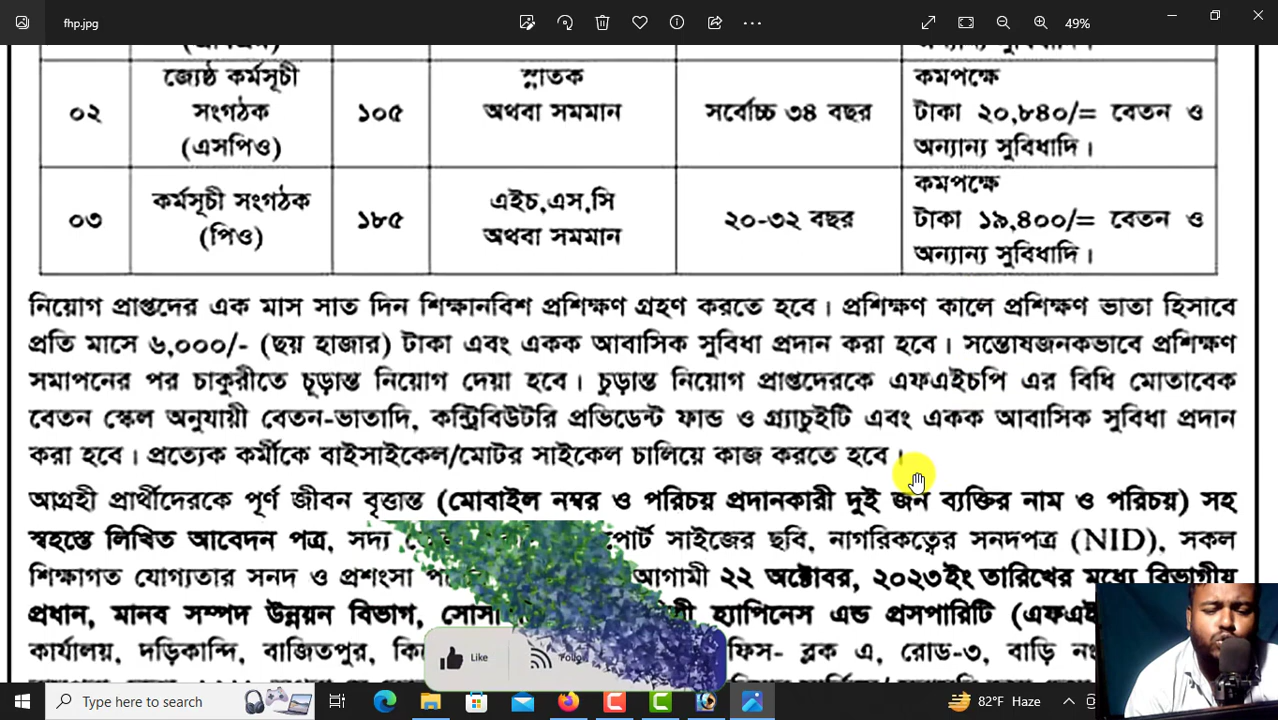 fhp.jpg
49%
অন্যান্য সুবিধাদি।
০২
জ্যেষ্ঠ কর্মসূচী
সংগঠক
(এসপিও)
১০৫
স্নাতক
অথবা সমমান
সর্বোচ্চ ৩৪ বছর
কমপক্ষে
টাকা ২০,৮৪০/= বেতন ও
অন্যান্য সুবিধাদি।
০৩
কর্মসূচী সংগঠক
(পিও)
১৮৫
এইচ,এস,সি
অথবা সমমান
২০-৩২ বছর
কমপক্ষে
টাকা ১৯,৪০০/= বেতন ও
অন্যান্য সুবিধাদি।
নিয়োগ প্রাপ্তদের এক মাস সাত দিন শিক্ষানবিশ প্রশিক্ষণ গ্রহণ করতে হবে। প্রশিক্ষণ কালে প্রশিক্ষণ ভাতা হিসাবে
প্রতি মাসে ৬,০০০/- (ছয় হাজার) টাকা এবং একক আবাসিক সুবিধা প্রদান করা হবে। সন্তোষজনকভাবে প্রশিক্ষণ
সমাপনের পর চাকুরীতে চূড়ান্ত নিয়োগ দেয়া হবে। চুড়ান্ত নিয়োগ প্রাপ্তদেরকে এফএইচপি এর বিধি মোতাবেক
বেতন স্কেল অনুযায়ী বেতন-ভাতাদি, কন্ট্রিবিউটরি প্রভিডেন্ট ফান্ড ও গ্র্যাচুইটি এবং একক আবাসিক সুবিধা প্রদান
করা হবে। প্রত্যেক কর্মীকে বাইসাইকেল/মোটর সাইকেল চালিয়ে কাজ করতে হবে।
আগ্রহী প্রার্থীদেরকে পূর্ণ জীবন বৃত্তান্ত (মোবাইল নম্বর ও পরিচয় প্রদানকারী দুই জন ব্যক্তির নাম ও পরিচয়) সহ
স্বহস্তে লিখিত আবেদন পত্র, সদ্য পোর্ট সাইজের ছবি, নাগরিকত্বের সনদপত্র (NID), সকল
শিক্ষাগত যোগ্যতার সনদ ও প্রশংসা আগামী ২২ অক্টোবর, ২০২৩ইং তারিখের মধ্যে বিভাগীয়
প্রধান, মানব সম্পদ উন্নয়ন বিভাগ, হ্যাপিনেস এন্ড প্রসপারিটি
কার্যালয়, দড়িকান্দি, বাজিতপুর, ফিস- ব্লক এ, রোড-৩, বাড়ি
Like
Type here to search
82°F Haze